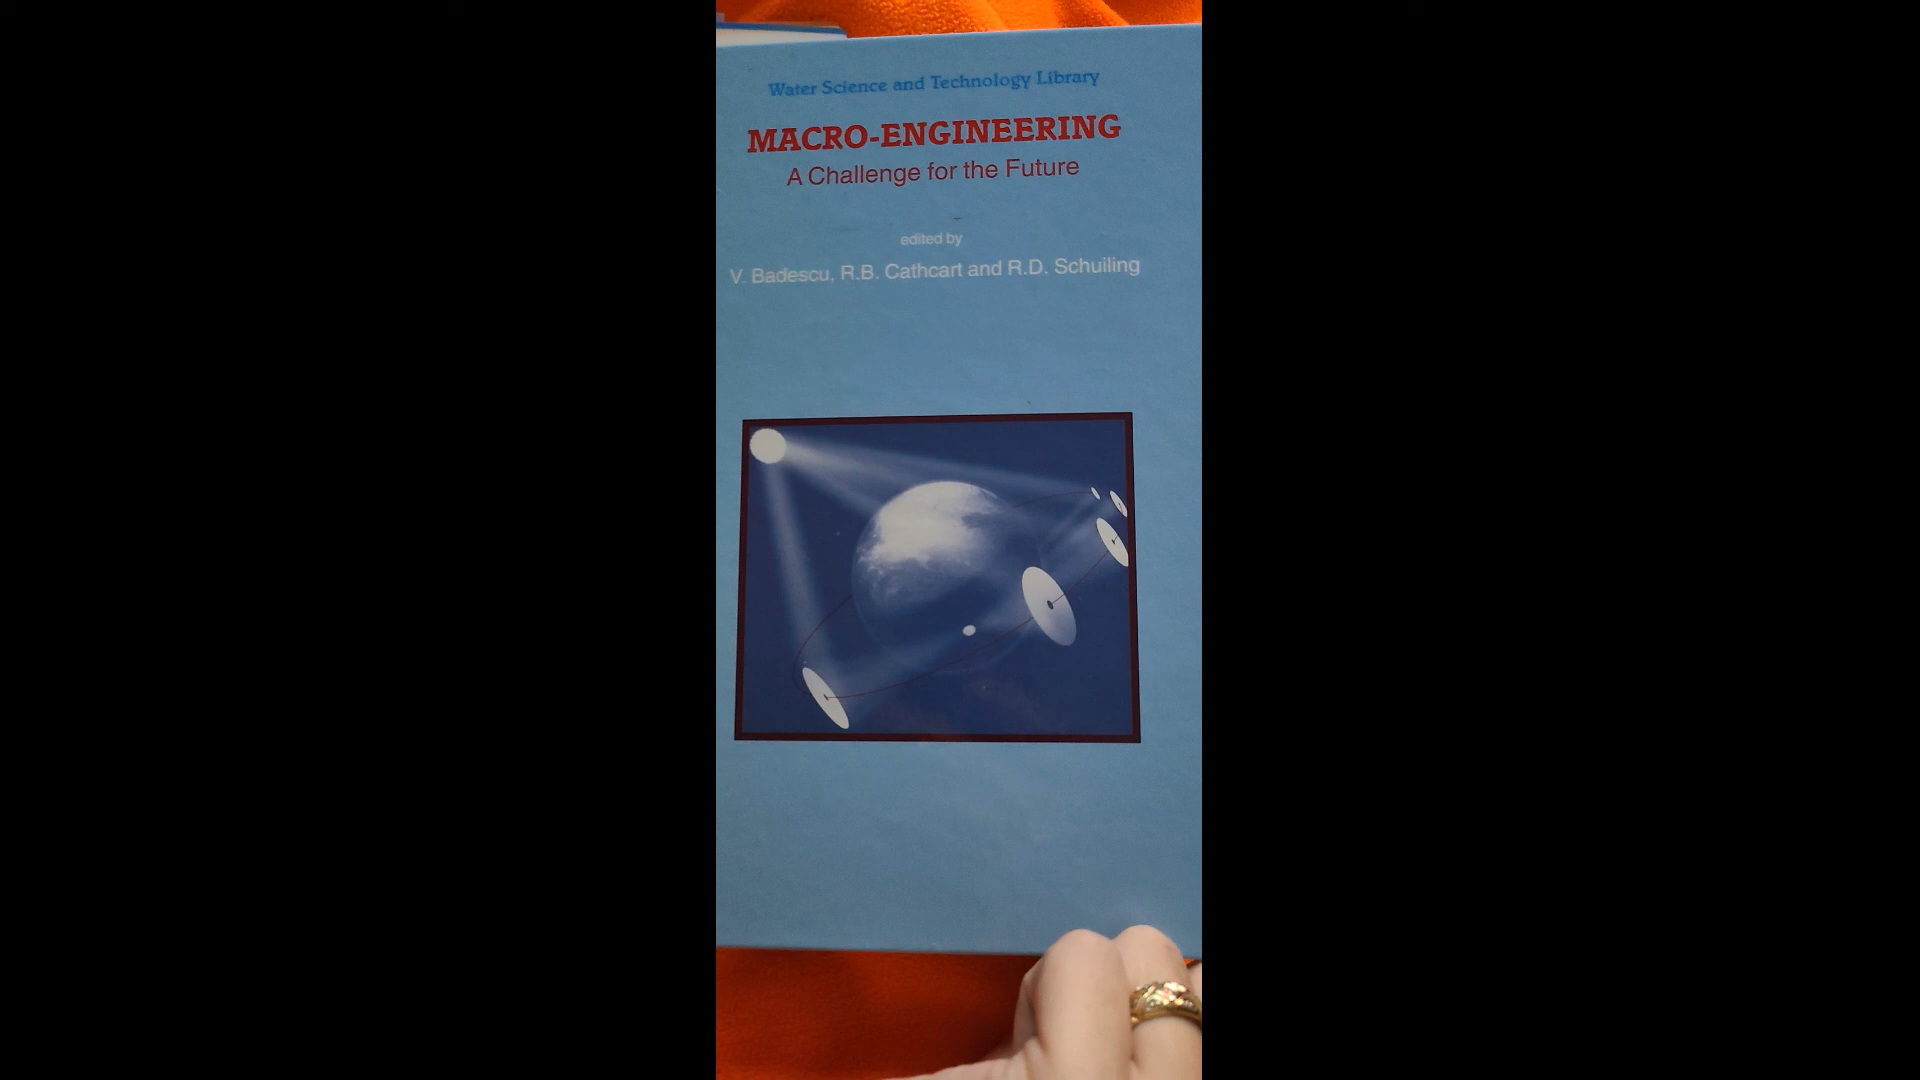 Water Science and Technology Library
MACRO-ENGINEERING
A Challenge for the Future
edited by
V. Badescu, R.B. Cathcart and R.D. Schuiling